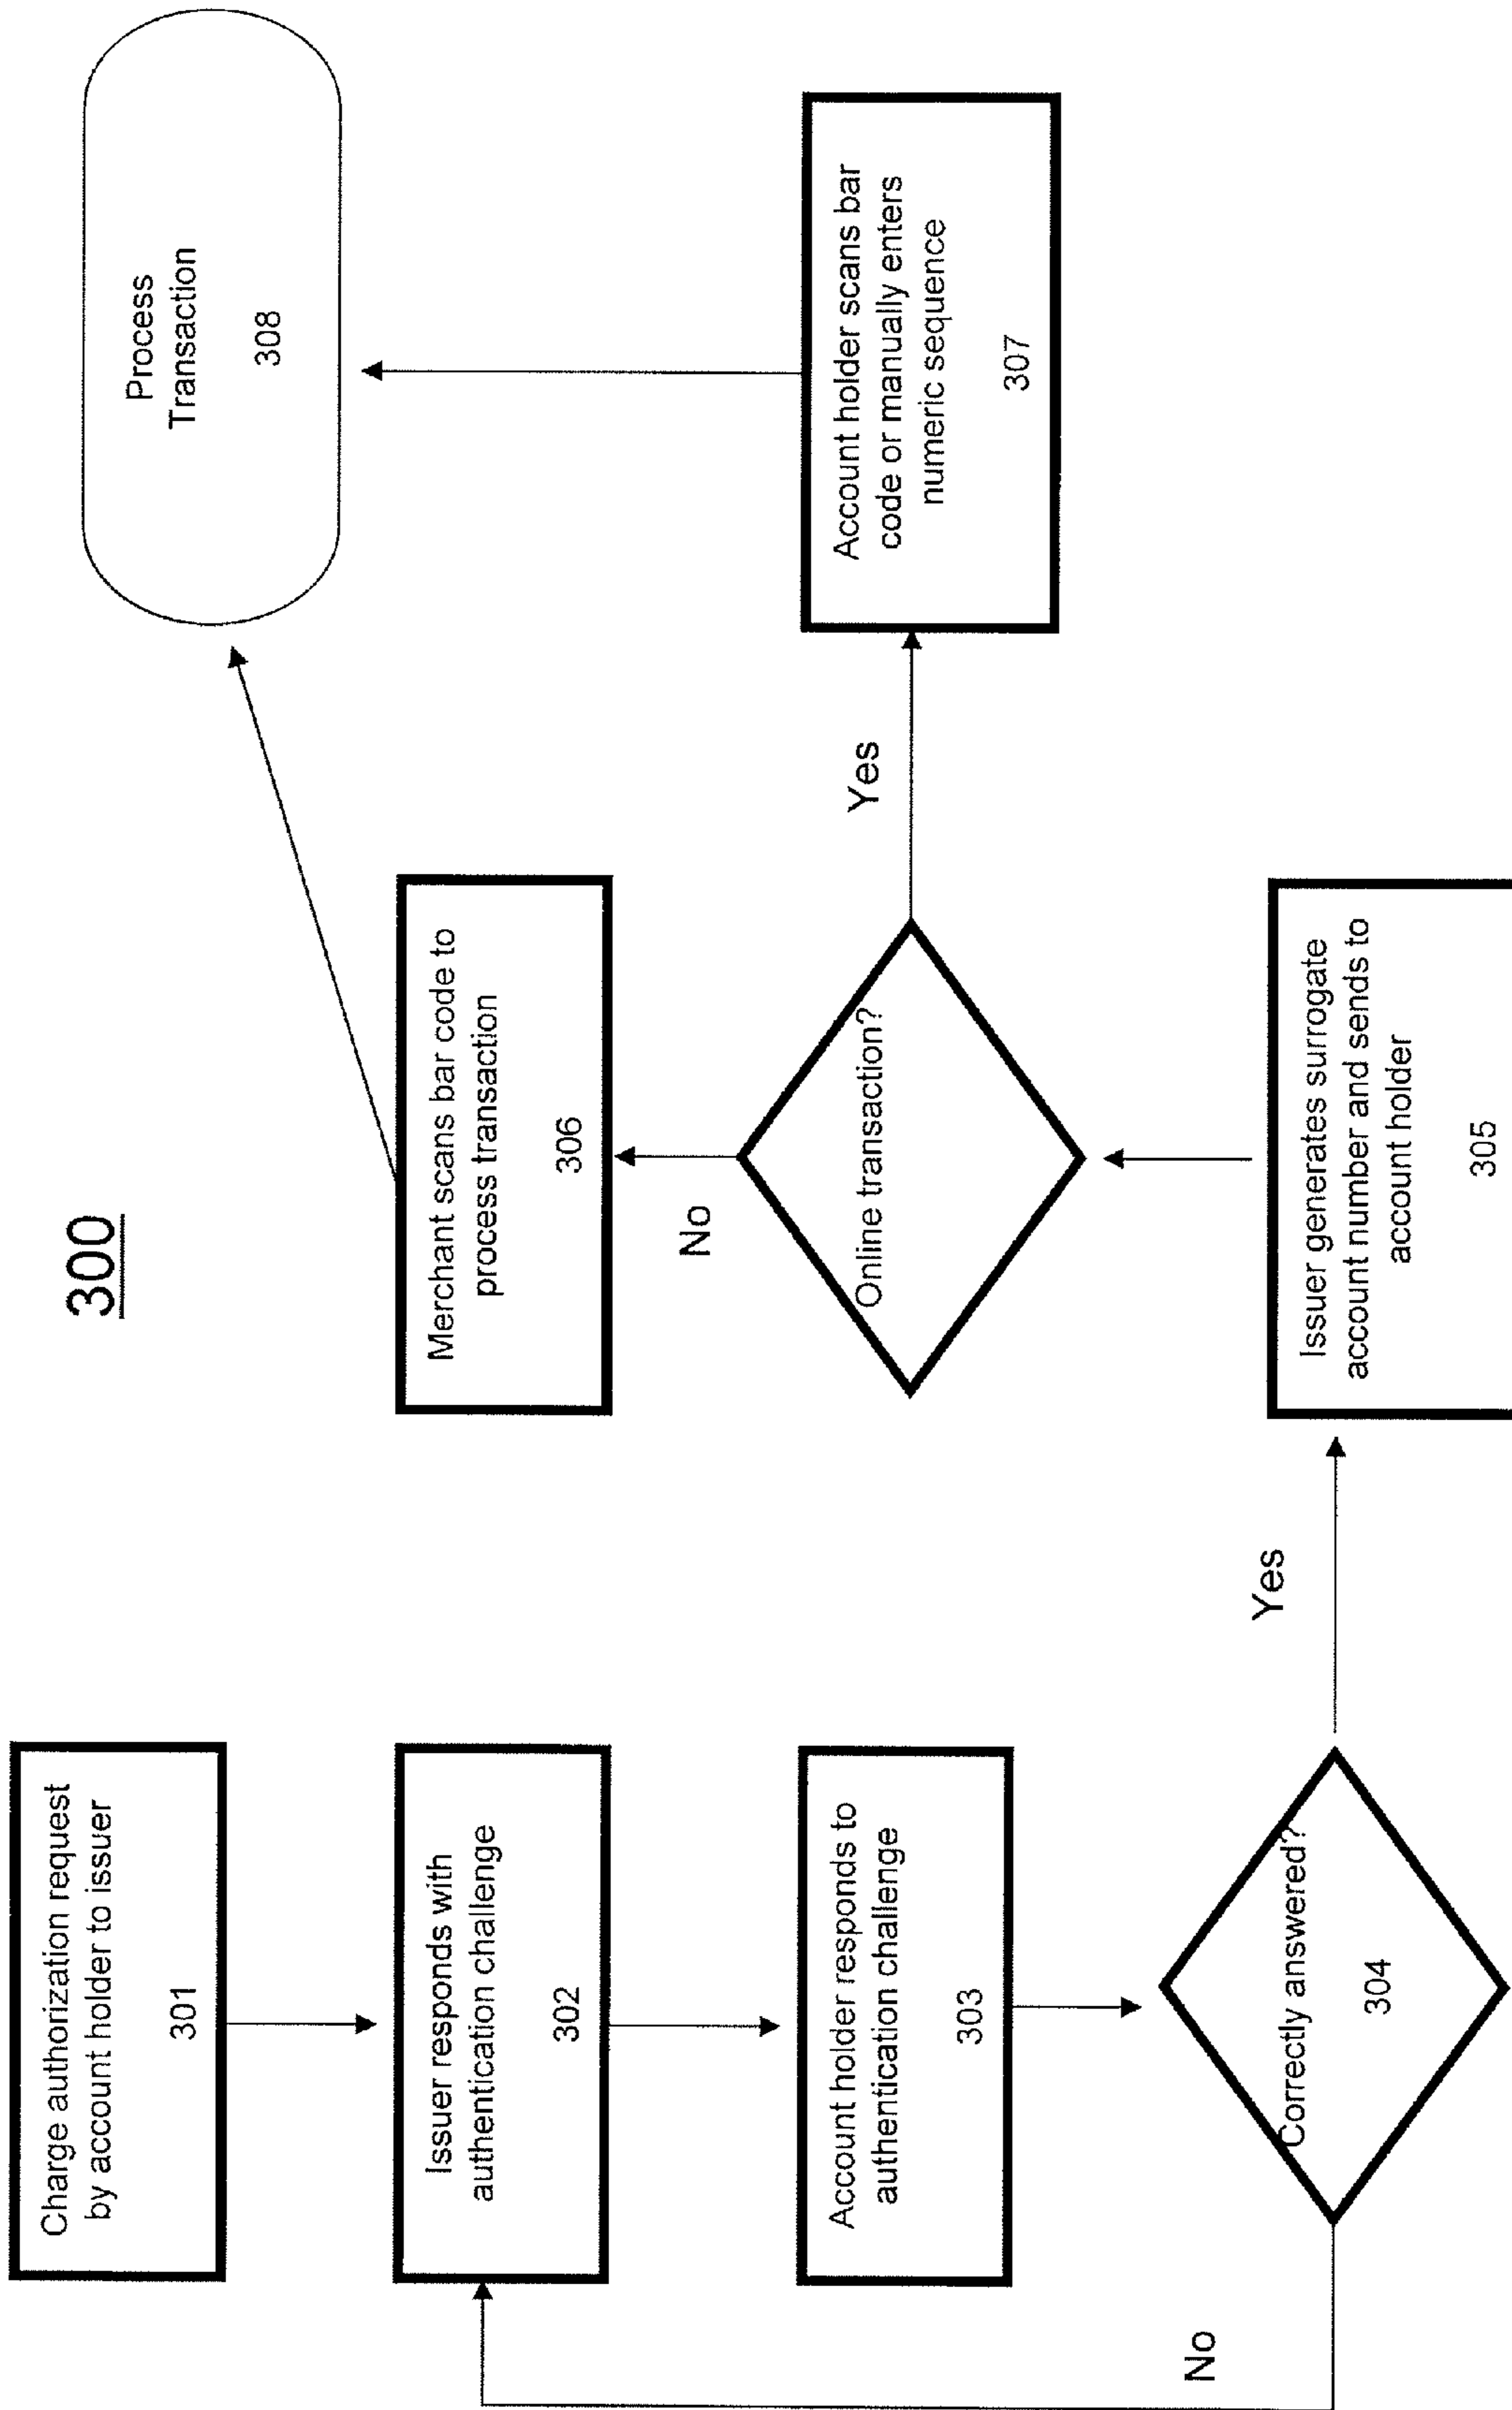 300
Charge authorization request
by account holder to issuer
301
Issuer responds with
authentication challenge
302
Account holder responds to
authentication challenge
303
Correctly answered?
304
No
Yes
Issuer generates surrogate
account number and sends to
account holder
305
Online transaction?
No
Yes
Merchant scans bar code to
process transaction
306
Account holder scans bar
code or manually enters
numeric sequence
307
Process
Transaction
308